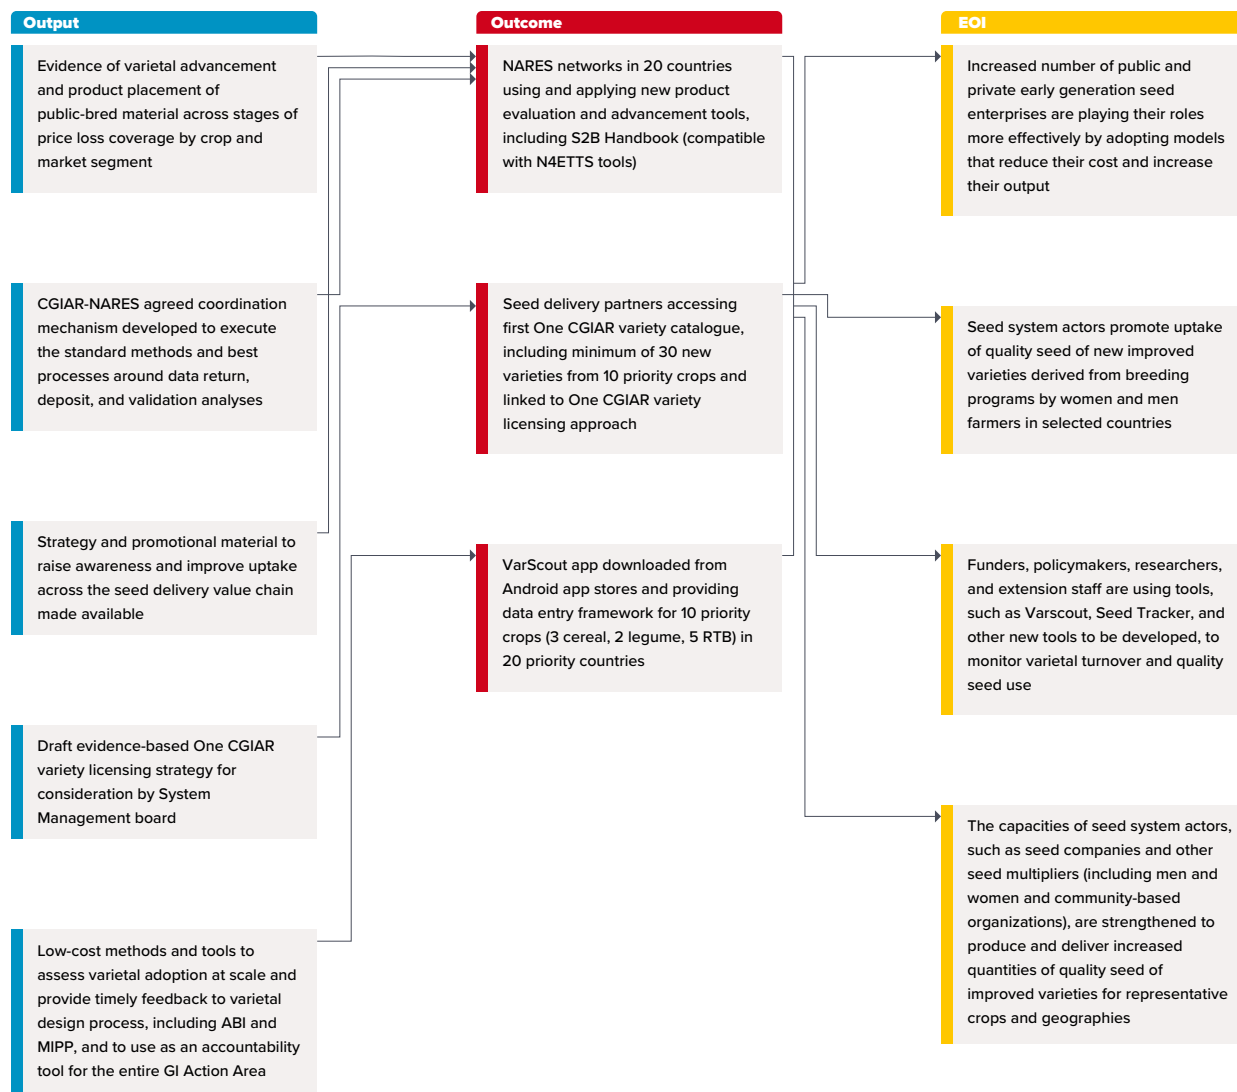 Output
Evidence of varietal advancement
and product placement of
public-bred material across stages of
price loss coverage by crop and
market segment
CGIAR-NARES agreed coordination
mechanism developed to execute
the standard methods and best
processes around data return,
deposit, and validation analyses
Strategy and promotional material to
raise awareness and improve uptake
across the seed delivery value chain
made available
Draft evidence-based One CGIAR
variety licensing strategy for
consideration by System
Management board
Low-cost methods and tools to
assess varietal adoption at scale and
provide timely feedback to varietal
design process, including ABI and
MIPP, and to use as an accountability
tool for the entire GI Action Area
Outcome
NARES networks in 20 countries
using and applying new product
evaluation and advancement tools,
including S2B Handbook (compatible
with N4ETTS tools)
Seed delivery partners accessing
first One CGIAR variety catalogue,
including minimum of 30 new
varieties from 10 priority crops and
linked to One CGIAR variety
licensing approach
VarScout app downloaded from
Android app stores and providing
data entry framework for 10 priority
crops (3 cereal, 2 legume, 5 RTB) in
20 priority countries
EOI
Increased number of public and
private early generation seed
enterprises are playing their roles
more effectively by adopting models
that reduce their cost and increase
their output
Seed system actors promote uptake
of quality seed of new improved
varieties derived from breeding
programs by women and men
farmers in selected countries
Funders, policymakers, researchers,
and extension staff are using tools,
such as Varscout, Seed Tracker, and
other new tools to be developed, to
monitor varietal turnover and quality
seed use
The capacities of seed system actors,
such as seed companies and other
seed multipliers (including men and
women and community-based
organizations), are strengthened to
produce and deliver increased
quantities of quality seed of
improved varieties for representative
crops and geographies